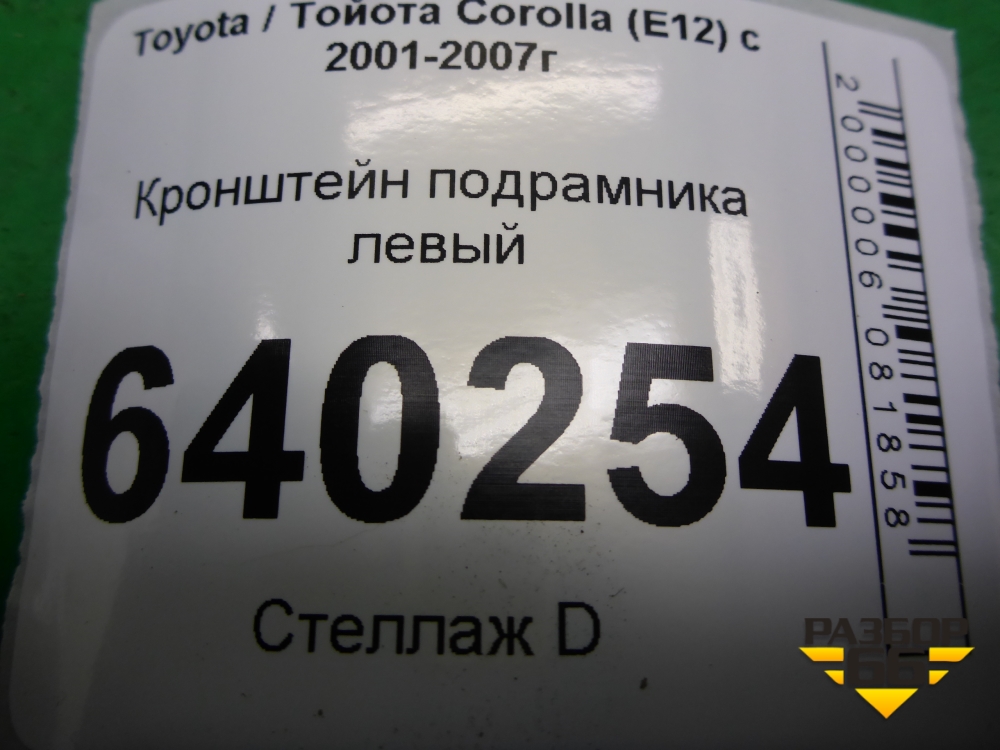 Toyota / Тойота Corolla (E12) с
2001-2007г
Кронштейн подрамника
левый
640254
Стеллаж D
2000006081858
РАЗБОР
66